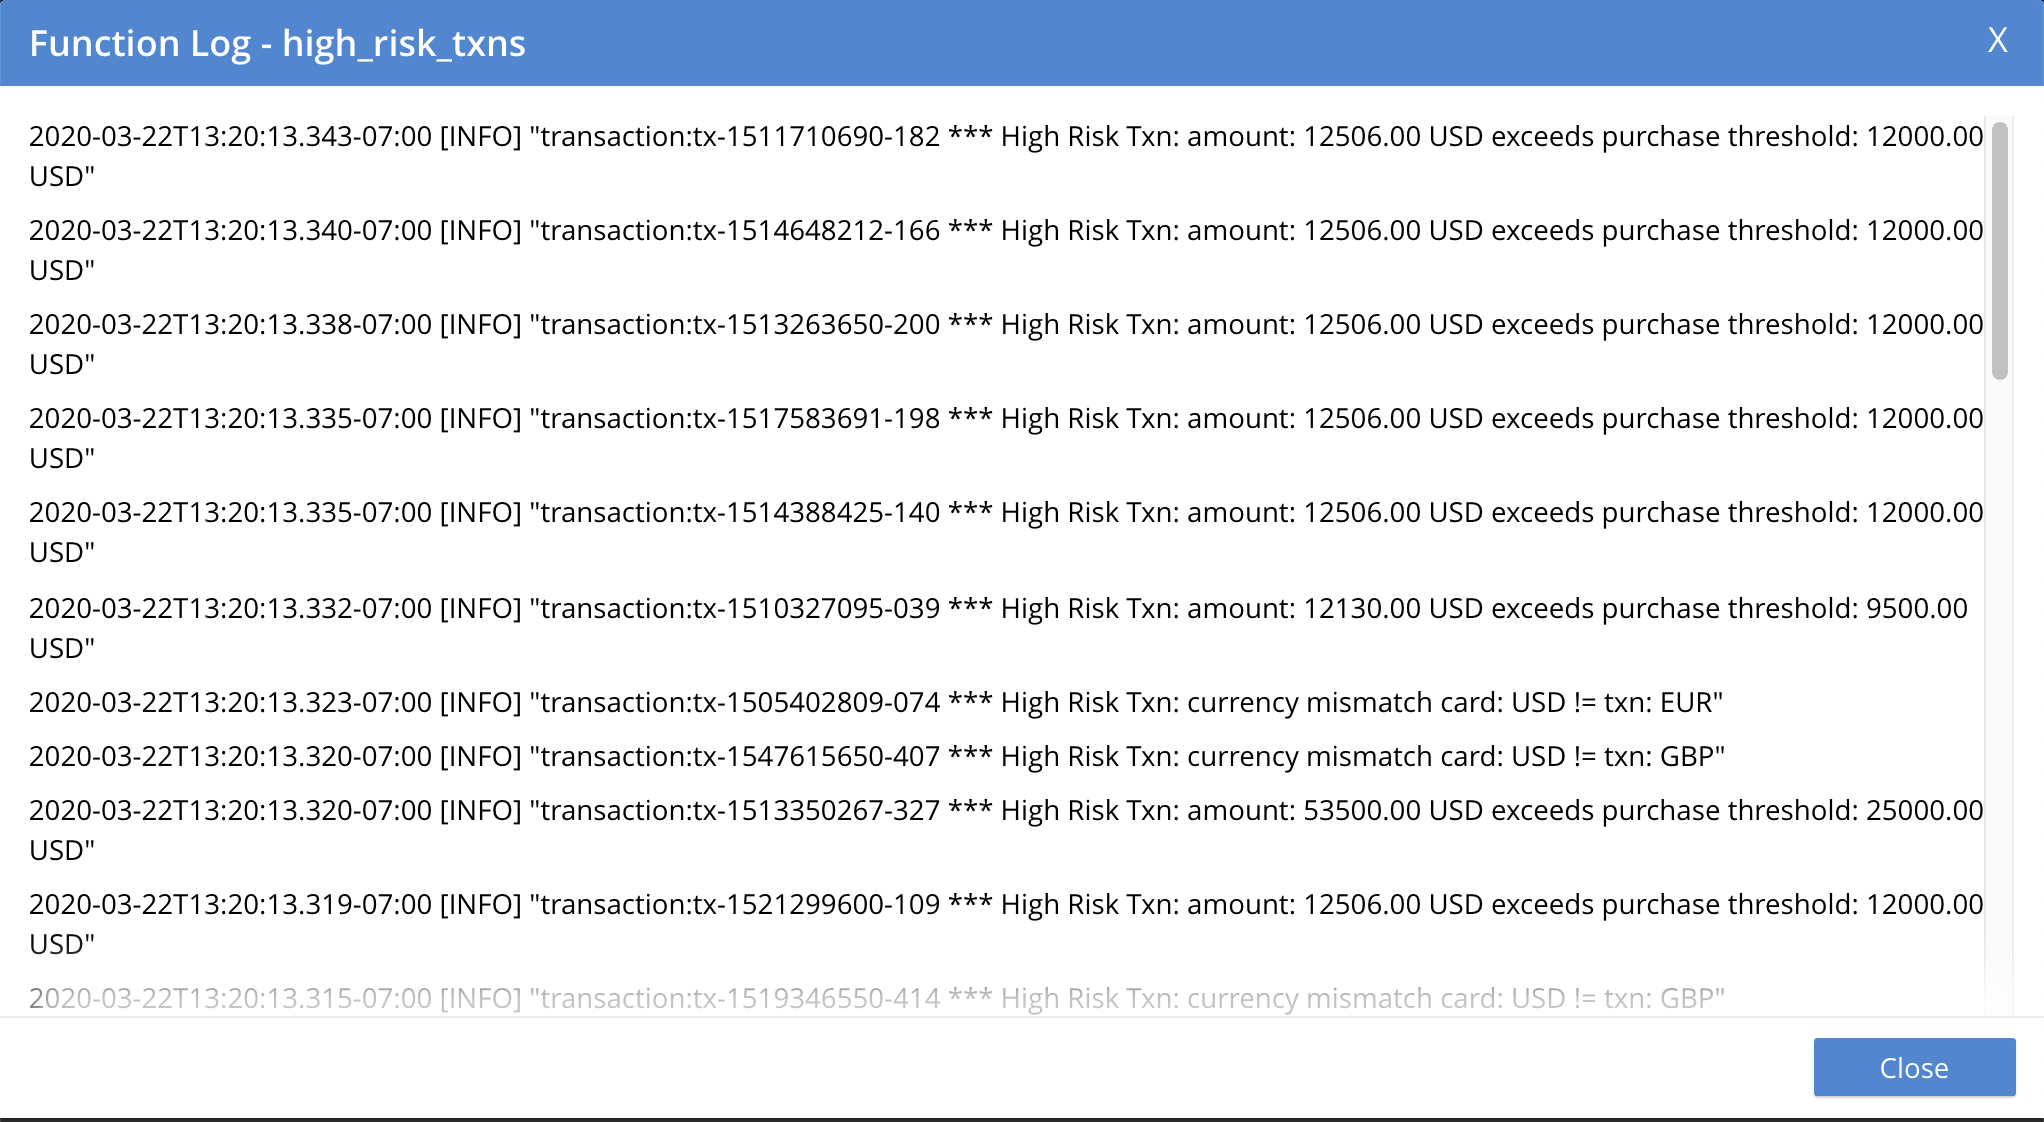 Function Log - high_risk_txns
X
2020-03-22T13:20:13.343-07:00 [INFO] "transaction:tx-1511710690-182 *** High Risk Txn: amount: 12506.00 USD exceeds purchase threshold: 12000.00
USD"
2020-03-22T13:20:13.340-07:00 [INFO] "transaction:tx-1514648212-166 *** High Risk Txn: amount: 12506.00 USD exceeds purchase threshold: 12000.00
USD"
2020-03-22T13:20:13.338-07:00 [INFO] "transaction:tx-1513263650-200 *** High Risk Txn: amount: 12506.00 USD exceeds purchase threshold: 12000.00
USD"
2020-03-22T13:20:13.335-07:00 [INFO] "transaction:tx-1517583691-198 *** High Risk Txn: amount: 12506.00 USD exceeds purchase threshold: 12000.00
USD"
2020-03-22T13:20:13.335-07:00 [INFO] "transaction:tx-1514388425-140 *** High Risk Txn: amount: 12506.00 USD exceeds purchase threshold: 12000.00
USD"
2020-03-22T13:20:13.332-07:00 [INFO] "transaction:tx-1510327095-039 *** High Risk Txn: amount: 12130.00 USD exceeds purchase threshold: 9500.00
USD"
2020-03-22T13:20:13.323-07:00 [INFO] "transaction:tx-1505402809-074 *** High Risk Txn: currency mismatch card: USD != txn: EUR"
2020-03-22T13:20:13.320-07:00 [INFO] "transaction:tx-1547615650-407 *** High Risk Txn: currency mismatch card: USD != txn: GBP"
2020-03-22T13:20:13.320-07:00 [INFO] "transaction:tx-1513350267-327 *** High Risk Txn: amount: 53500.00 USD exceeds purchase threshold: 25000.00
USD"
2020-03-22T13:20:13.319-07:00 [INFO] "transaction:tx-1521299600-109 *** High Risk Txn: amount: 12506.00 USD exceeds purchase threshold: 12000.00
USD"
2020-03-22T13:20:13.315-07:00 [INFO] "transaction:tx-1519346550-414 *** High Risk Txn: currency mismatch card: USD != txn: GBP"
Close